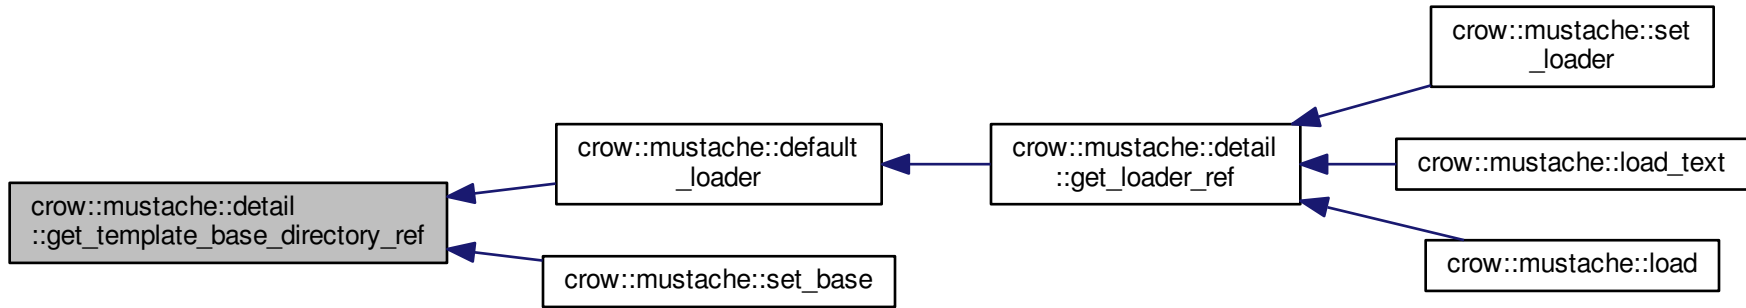 crow::mustache::detail
::get_template_base_directory_ref
crow::mustache::default
_loader
crow::mustache::set_base
crow::mustache::detail
::get_loader_ref
crow::mustache::set
_loader
crow::mustache::load_text
crow::mustache::load